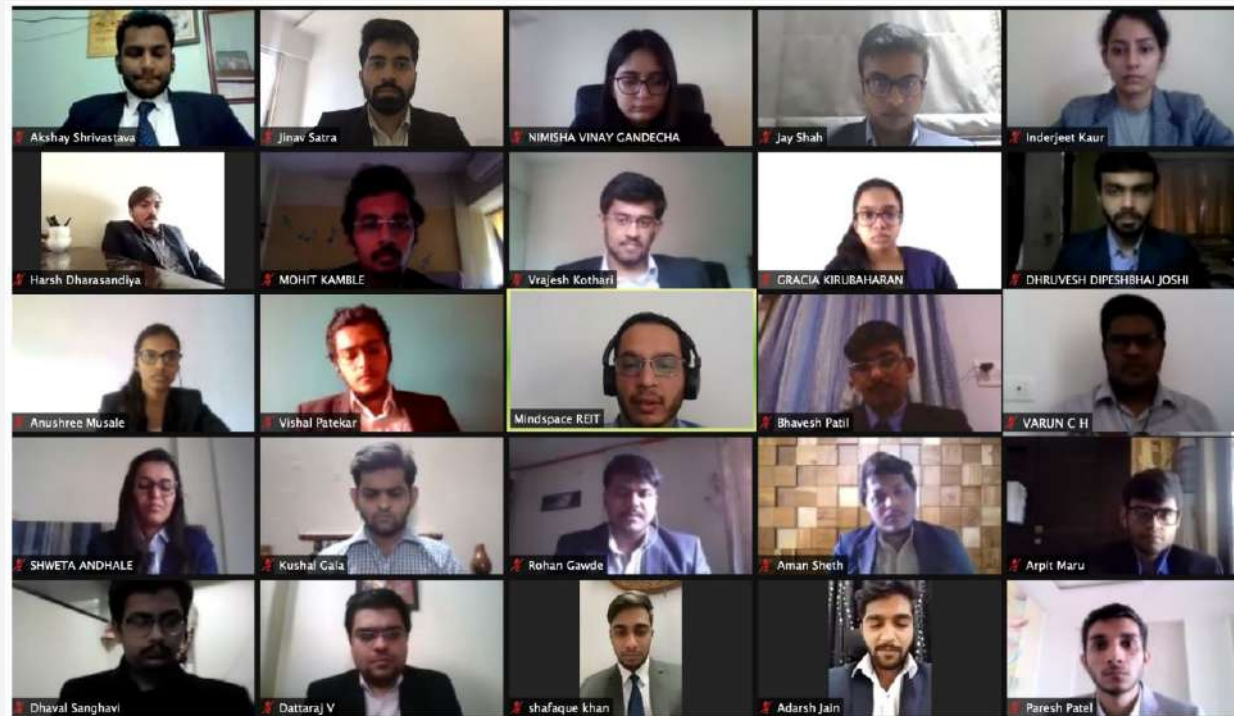 Akshay Shrivastava
Jinav Satra
NIMISHA VINAY GANDECHA
Jay Shah
Inderjeet Kaur
Harsh Dharasandiya
MOHIT KAMBLE
Vrajesh Kothari
GRACIA KIRUBAHARAN
DHRUVESH DIPESHBHAI JOSHI
Anushree Musale
Vishal Patekar
Mindspace REIT
Bhavesh Patil
VARUN C H
SHWETA ANDHALE
Kushal Gala
Rohan Gawde
Aman Sheth
Arpit Maru
Dhaval Sanghavi
Dattaraj V
shafaque khan
Adarsh Jain
Paresh Patel